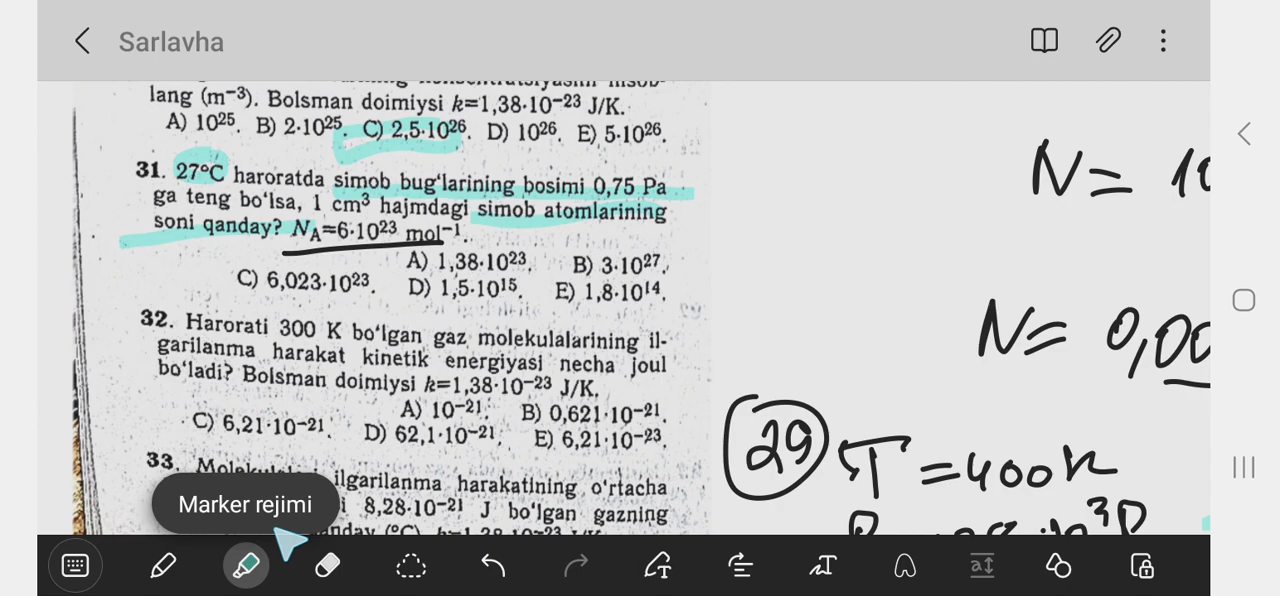 Sarlavha
lang (m⁻³). Bolsman doimiysi k=1,38·10⁻²³ J/K.
A) 10²⁵. B) 2·10²⁵. C) 2,5·10²⁶. D) 10²⁶. E) 5·10²⁶.
31. 27°C haroratda simob bug‘larining bosimi 0,75 Pa
ga teng bo‘lsa, 1 cm³ hajmdagi simob atomlarining
soni qanday? N_A=6·10²³ mol⁻¹.
A) 1,38·10²³. B) 3·10²⁷.
C) 6,023·10²³. D) 1,5·10¹⁵. E) 1,8·10¹⁴.
32. Harorati 300 K bo‘lgan gaz molekulalarining il-
garilanma harakat kinetik energiyasi necha joul
bo‘ladi? Bolsman doimiysi k=1,38·10⁻²³ J/K.
A) 10⁻²¹. B) 0,621·10⁻²¹.
C) 6,21·10⁻²¹. D) 62,1·10⁻²¹. E) 6,21·10⁻²³.
33. ilgarilanma harakatining o‘rtacha
8,28·10⁻²¹ J bo‘lgan gazning
Marker rejimi
N= 10
N= 0,00
29 T=400K